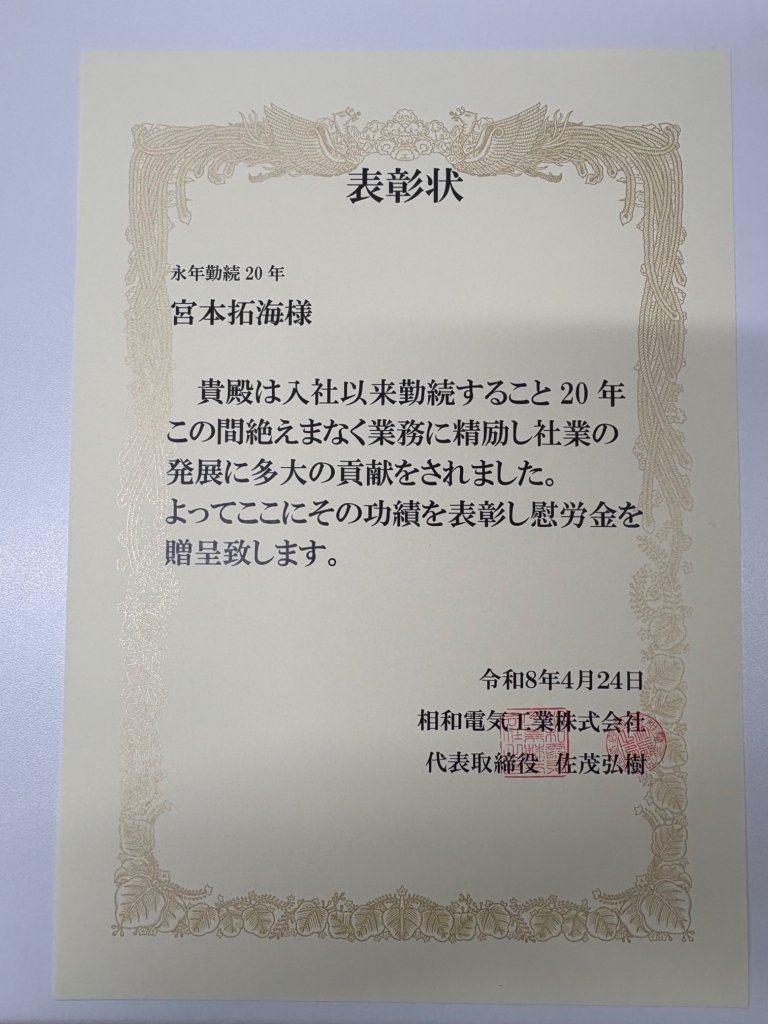 表彰状
永年勤続20年
宮本拓海様
貴殿は入社以来勤続すること20年
この間絶えまなく業務に精励し社業の
発展に多大の貢献をされました。
よってここにその功績を表彰し慰労金を
贈呈致します。
令和8年4月24日
相和電気工業株式会社
代表取締役 佐茂弘樹